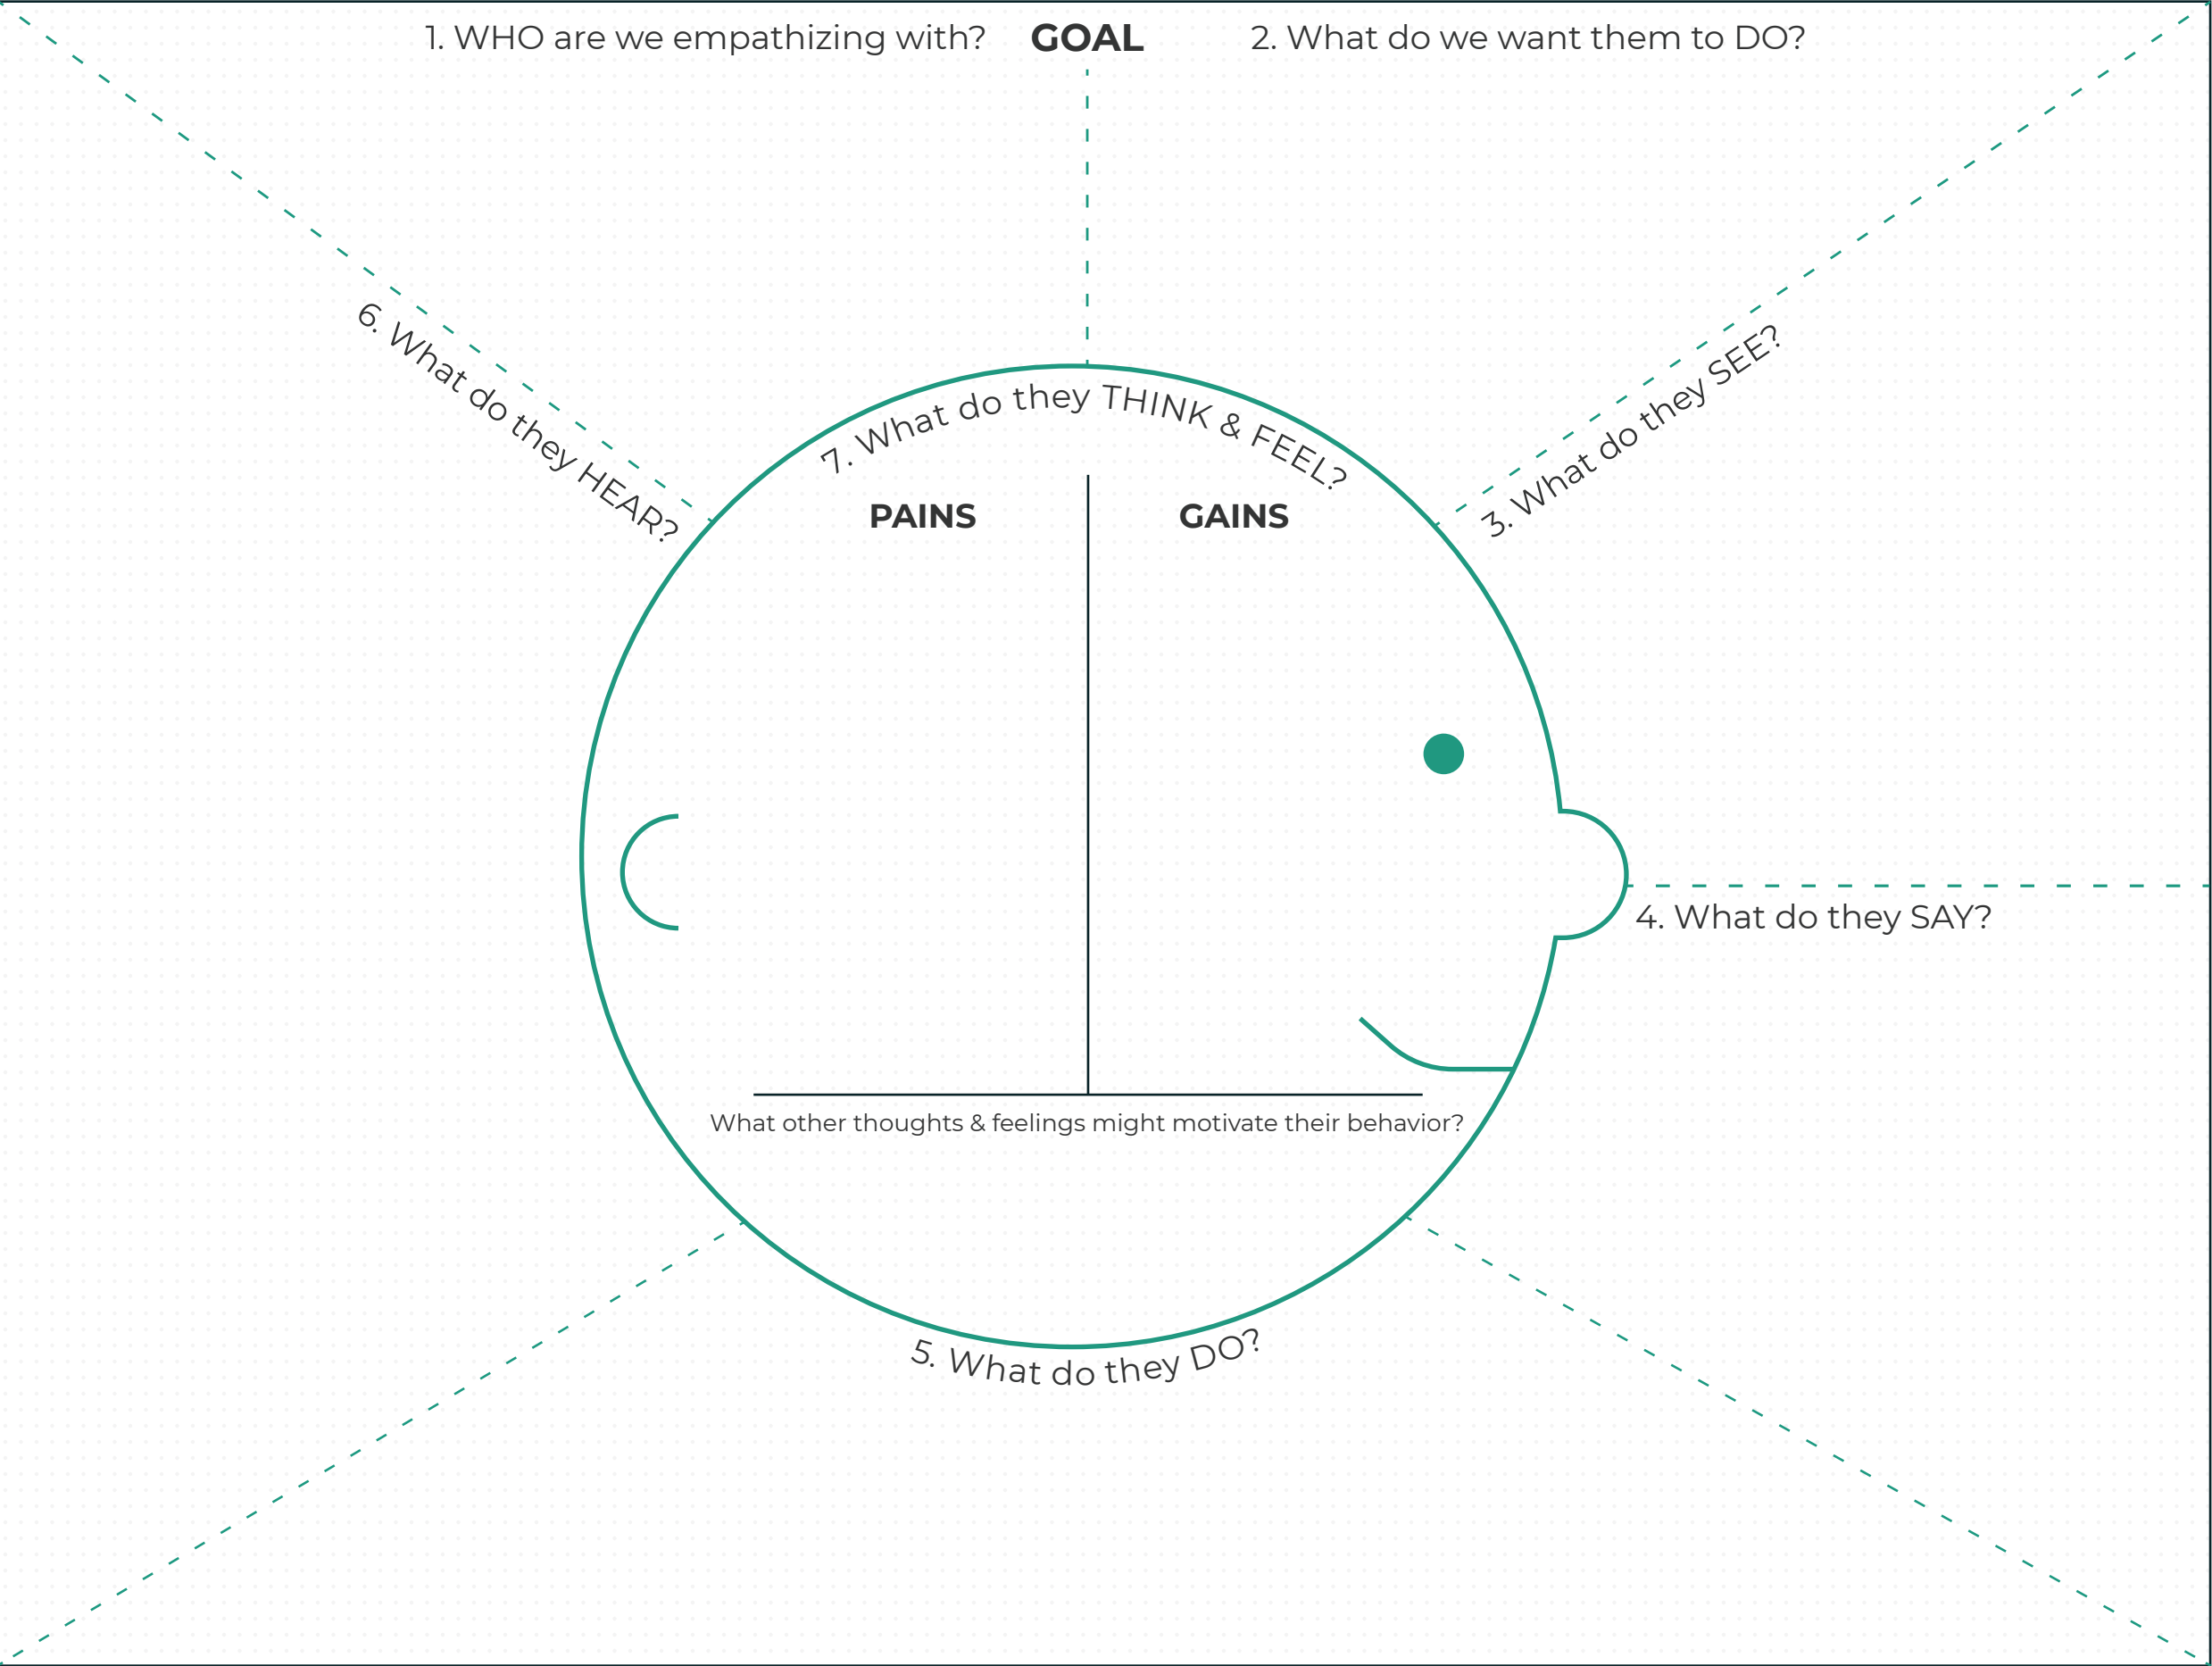 1. WHO are we empathizing with?
GOAL
2. What do we want them to DO?
6. What do they HEAR?
3. What do they SEE?
7. What do they THINK & FEEL?
PAINS
GAINS
4. What do they SAY?
What other thoughts & feelings might motivate their behavior?
5. What do they DO?